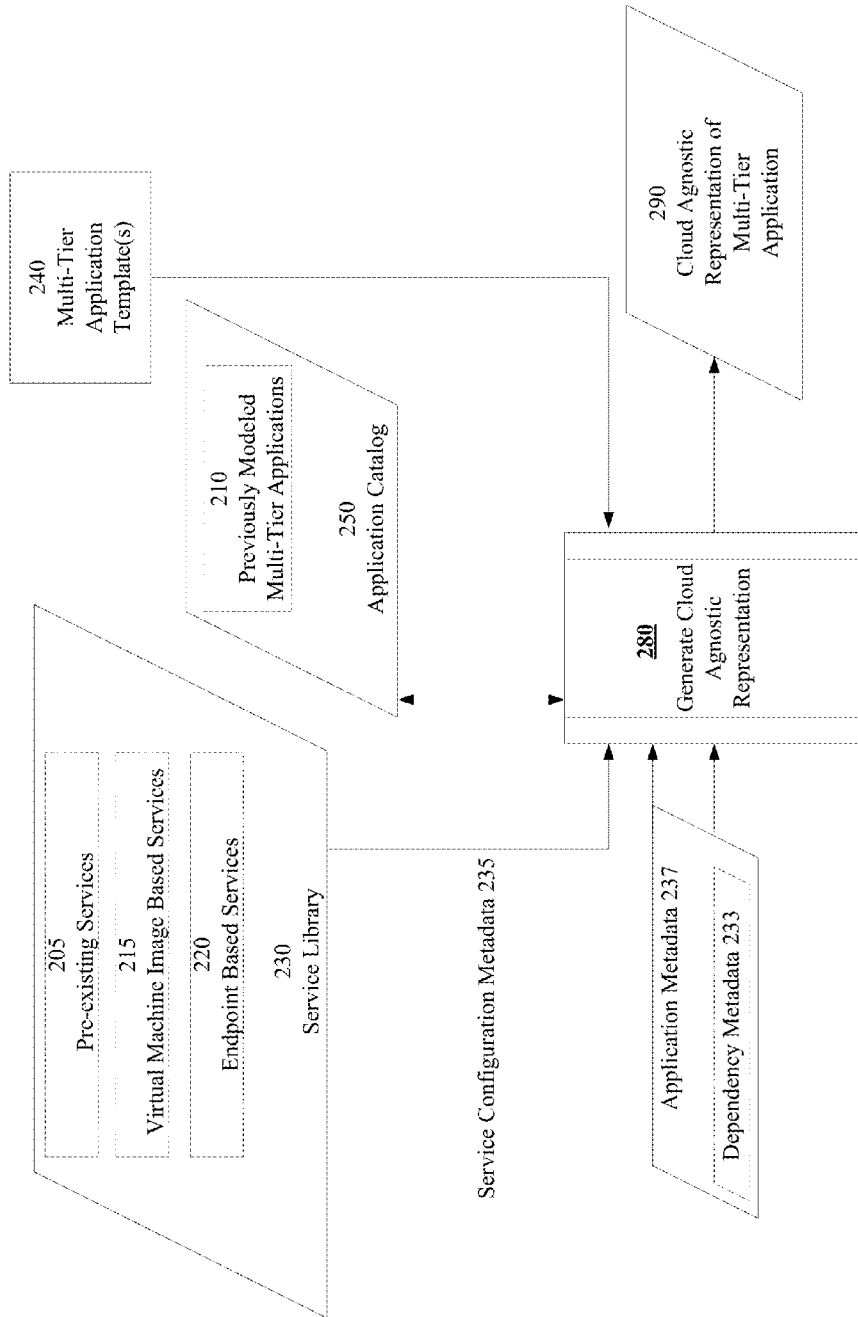 205
Pre-existing Services
215
Virtual Machine Image Based Services
220
Endpoint Based Services
230
Service Library
240
Multi-Tier
Application
Template(s)
210
Previously Modeled
Multi-Tier Applications
250
Application Catalog
Service Configuration Metadata 235
Application Metadata 237
Dependency Metadata 233
280
Generate Cloud
Agnostic
Representation
290
Cloud Agnostic
Representation of
Multi-Tier
Application